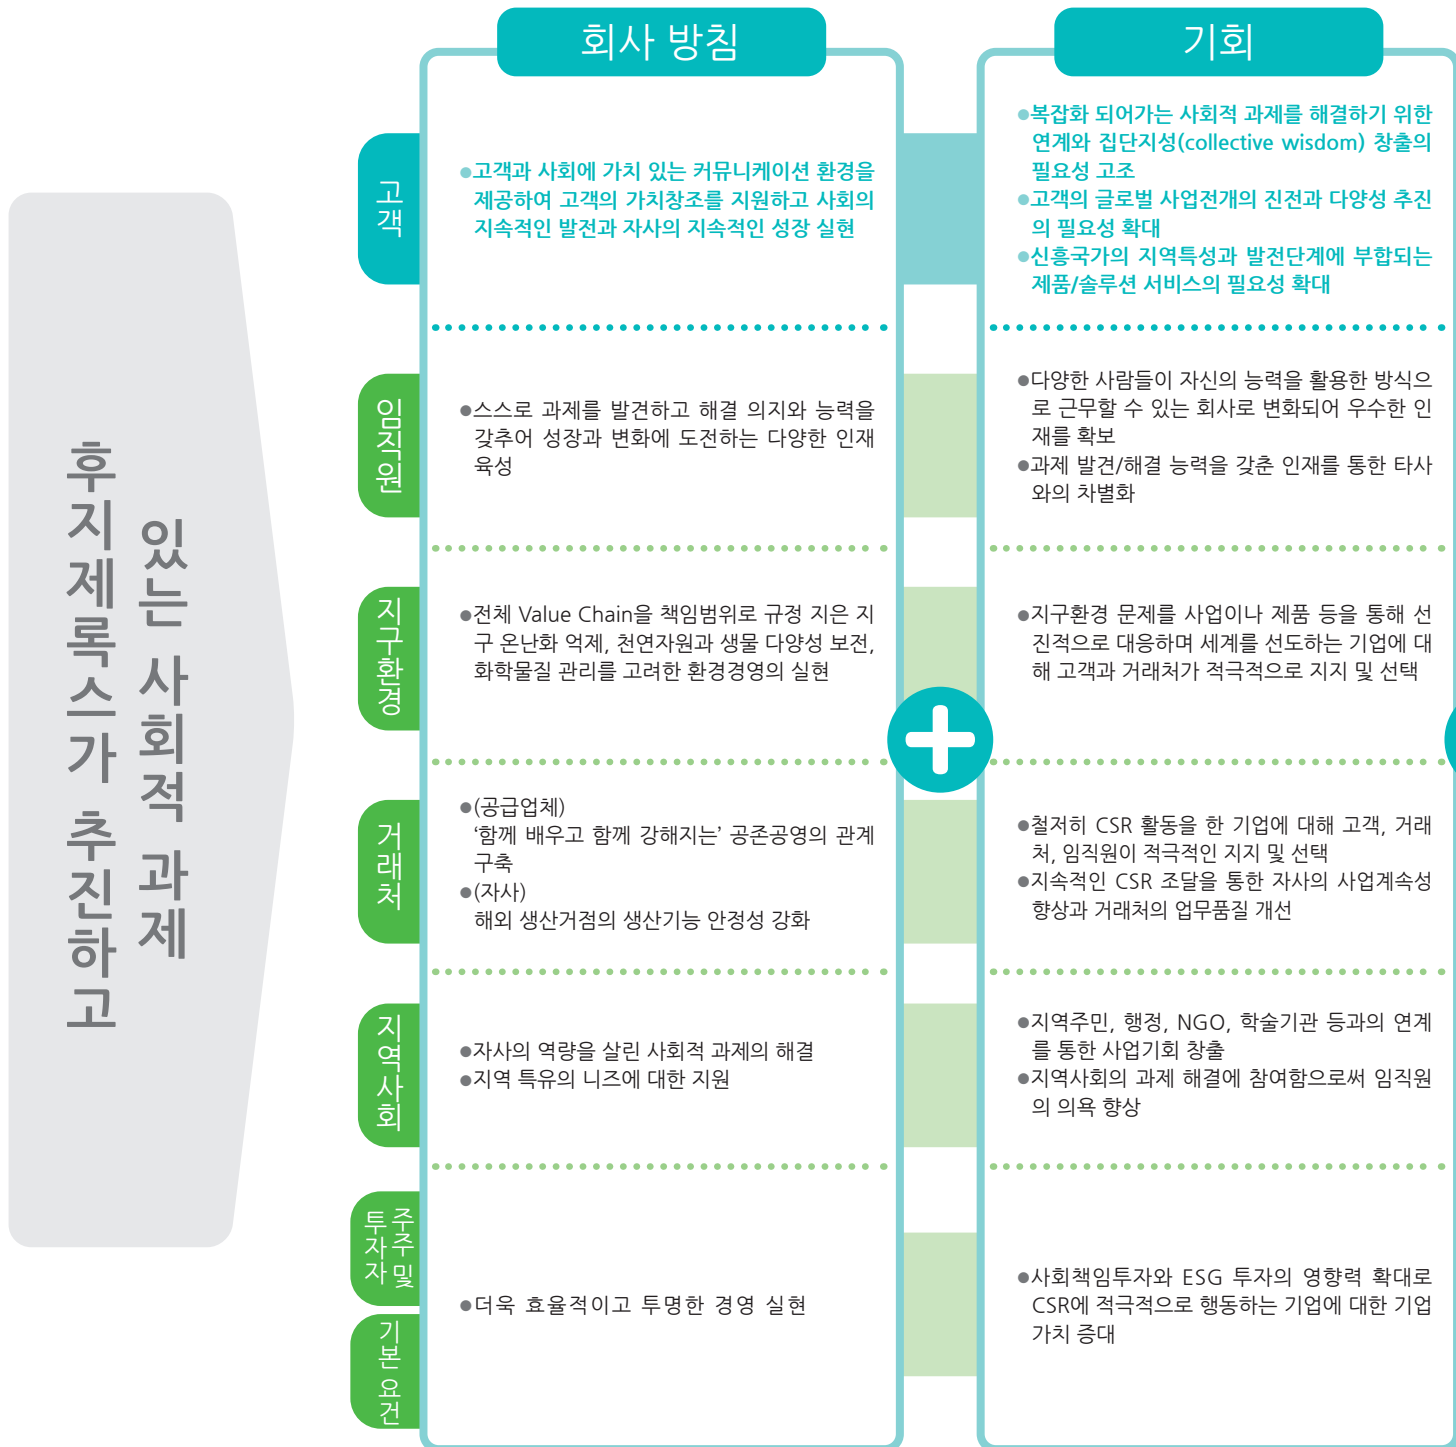 후지제록스가 추진하고
있는 사회적 과제
회사 방침
기회
고객
●고객과 사회에 가치 있는 커뮤니케이션 환경을
제공하여 고객의 가치창조를 지원하고 사회의
지속적인 발전과 자사의 지속적인 성장 실현
●복잡화 되어가는 사회적 과제를 해결하기 위한
연계와 집단지성(collective wisdom) 창출의
필요성 고조
●고객의 글로벌 사업전개의 진전과 다양성 추진
의 필요성 확대
●신흥국가의 지역특성과 발전단계에 부합되는
제품/솔루션 서비스의 필요성 확대
임직원
●스스로 과제를 발견하고 해결 의지와 능력을
갖추어 성장과 변화에 도전하는 다양한 인재
육성
●다양한 사람들이 자신의 능력을 활용한 방식으
로 근무할 수 있는 회사로 변화되어 우수한 인
재를 확보
●과제 발견/해결 능력을 갖춘 인재를 통한 타사
와의 차별화
지구환경
●전체 Value Chain을 책임범위로 규정 지은 지
구 온난화 억제, 천연자원과 생물 다양성 보전,
화학물질 관리를 고려한 환경경영의 실현
●지구환경 문제를 사업이나 제품 등을 통해 선
진적으로 대응하며 세계를 선도하는 기업에 대
해 고객과 거래처가 적극적으로 지지 및 선택
거래처
●(공급업체)
‘함께 배우고 함께 강해지는’ 공존공영의 관계
구축
●(자사)
해외 생산거점의 생산기능 안정성 강화
●철저히 CSR 활동을 한 기업에 대해 고객, 거래
처, 임직원이 적극적인 지지 및 선택
●지속적인 CSR 조달을 통한 자사의 사업계속성
향상과 거래처의 업무품질 개선
지역사회
●자사의 역량을 살린 사회적 과제의 해결
●지역 특유의 니즈에 대한 지원
●지역주민, 행정, NGO, 학술기관 등과의 연계
를 통한 사업기회 창출
●지역사회의 과제 해결에 참여함으로써 임직원
의 의욕 향상
주주 및
투자자
기본 요건
●더욱 효율적이고 투명한 경영 실현
●사회책임투자와 ESG 투자의 영향력 확대로
CSR에 적극적으로 행동하는 기업에 대한 기업
가치 증대